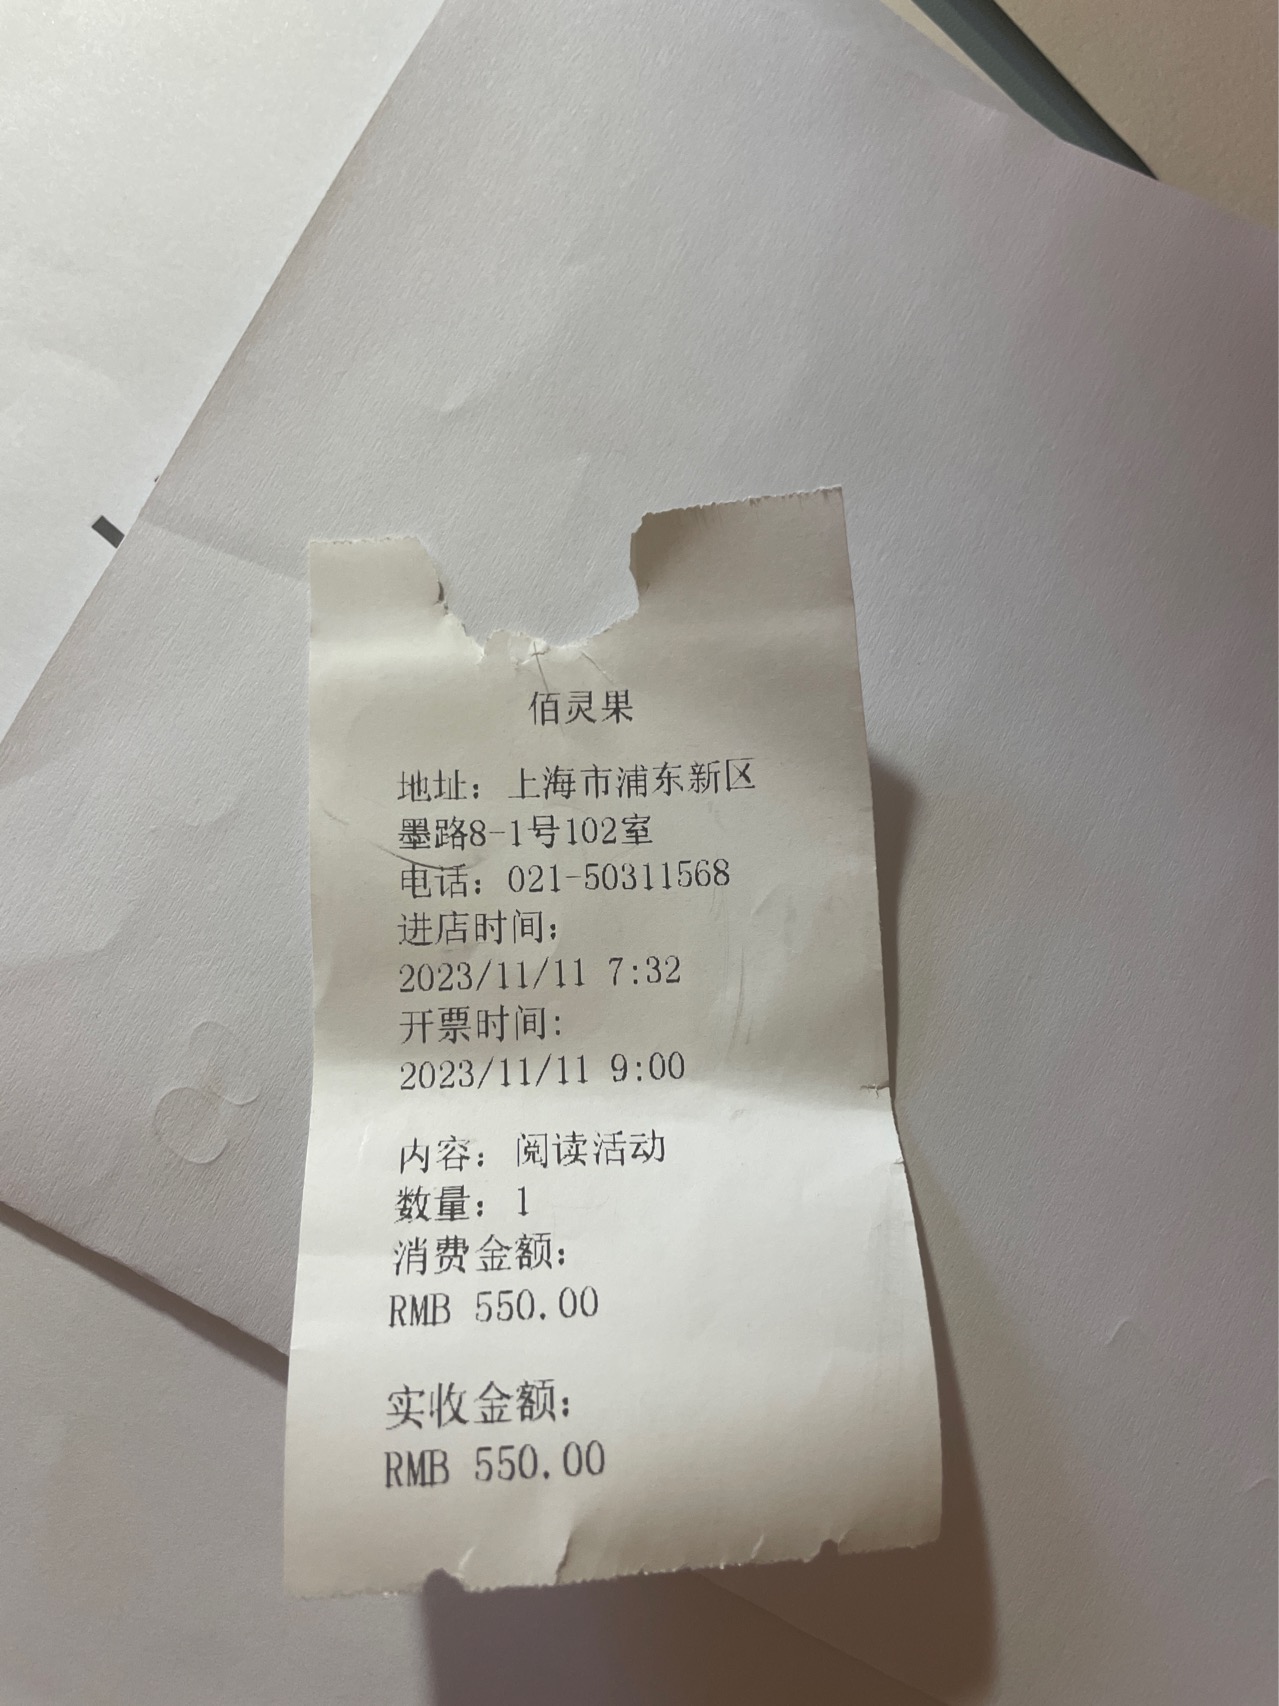 佰灵果
地址：上海市浦东新区
墨路8-1号102室
电话：021-50311568
进店时间：
2023/11/11 7:32
开票时间：
2023/11/11 9:00
内容：阅读活动
数量：1
消费金额：
RMB 550.00
实收金额：
RMB 550.00